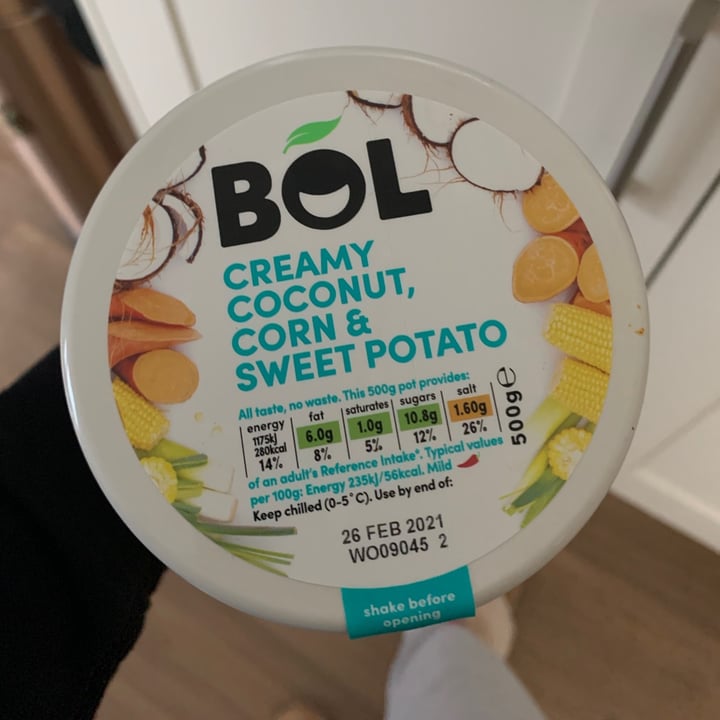 BOL
CREAMY
COCONUT,
CORN &
SWEET POTATO
All taste, no waste. This 500g pot provides:
energy fat saturates sugars salt
1175kj 280kcal 6.0g 1.0g 10.8g 1.60g
14% 8% 5% 12% 26%
500g e
of an adult's Reference Intake*. Typical values
per 100g: Energy 235kj/56kcal. Mild
Keep chilled (0-5°C). Use by end of:
26 FEB 2021
WO09045 2
shake before
opening